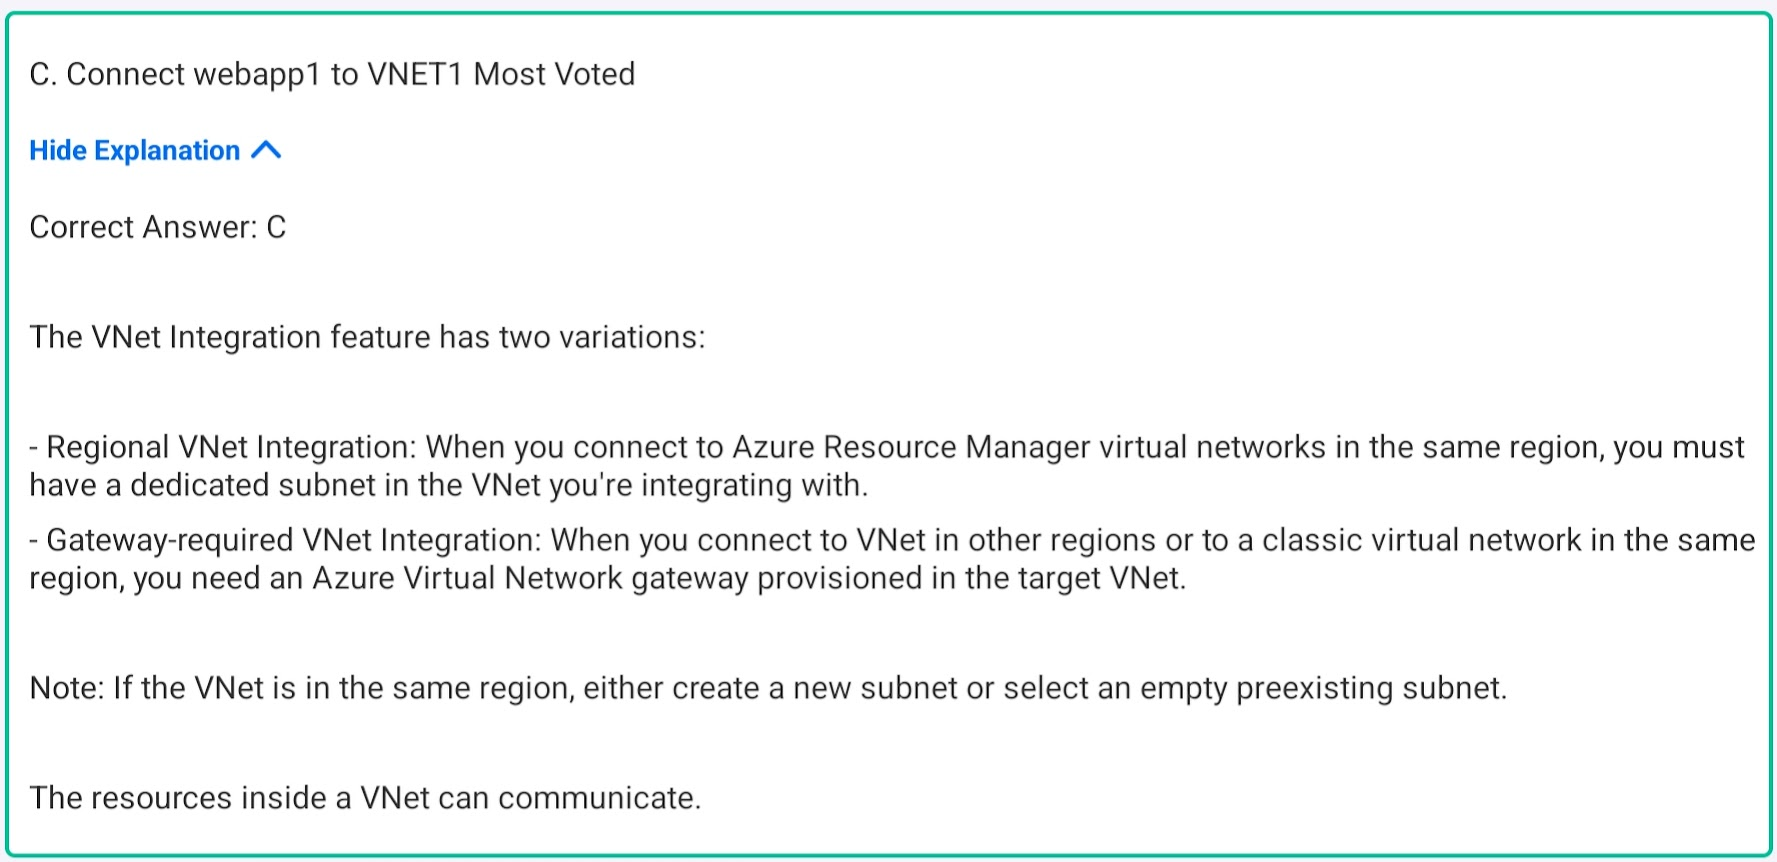 C. Connect webapp1 to VNET1 Most Voted
Hide Explanation
Correct Answer: C
The VNet Integration feature has two variations:
- Regional VNet Integration: When you connect to Azure Resource Manager virtual networks in the same region, you must
have a dedicated subnet in the VNet you're integrating with.
- Gateway-required VNet Integration: When you connect to VNet in other regions or to a classic virtual network in the same
region, you need an Azure Virtual Network gateway provisioned in the target VNet.
Note: If the VNet is in the same region, either create a new subnet or select an empty preexisting subnet.
The resources inside a VNet can communicate.